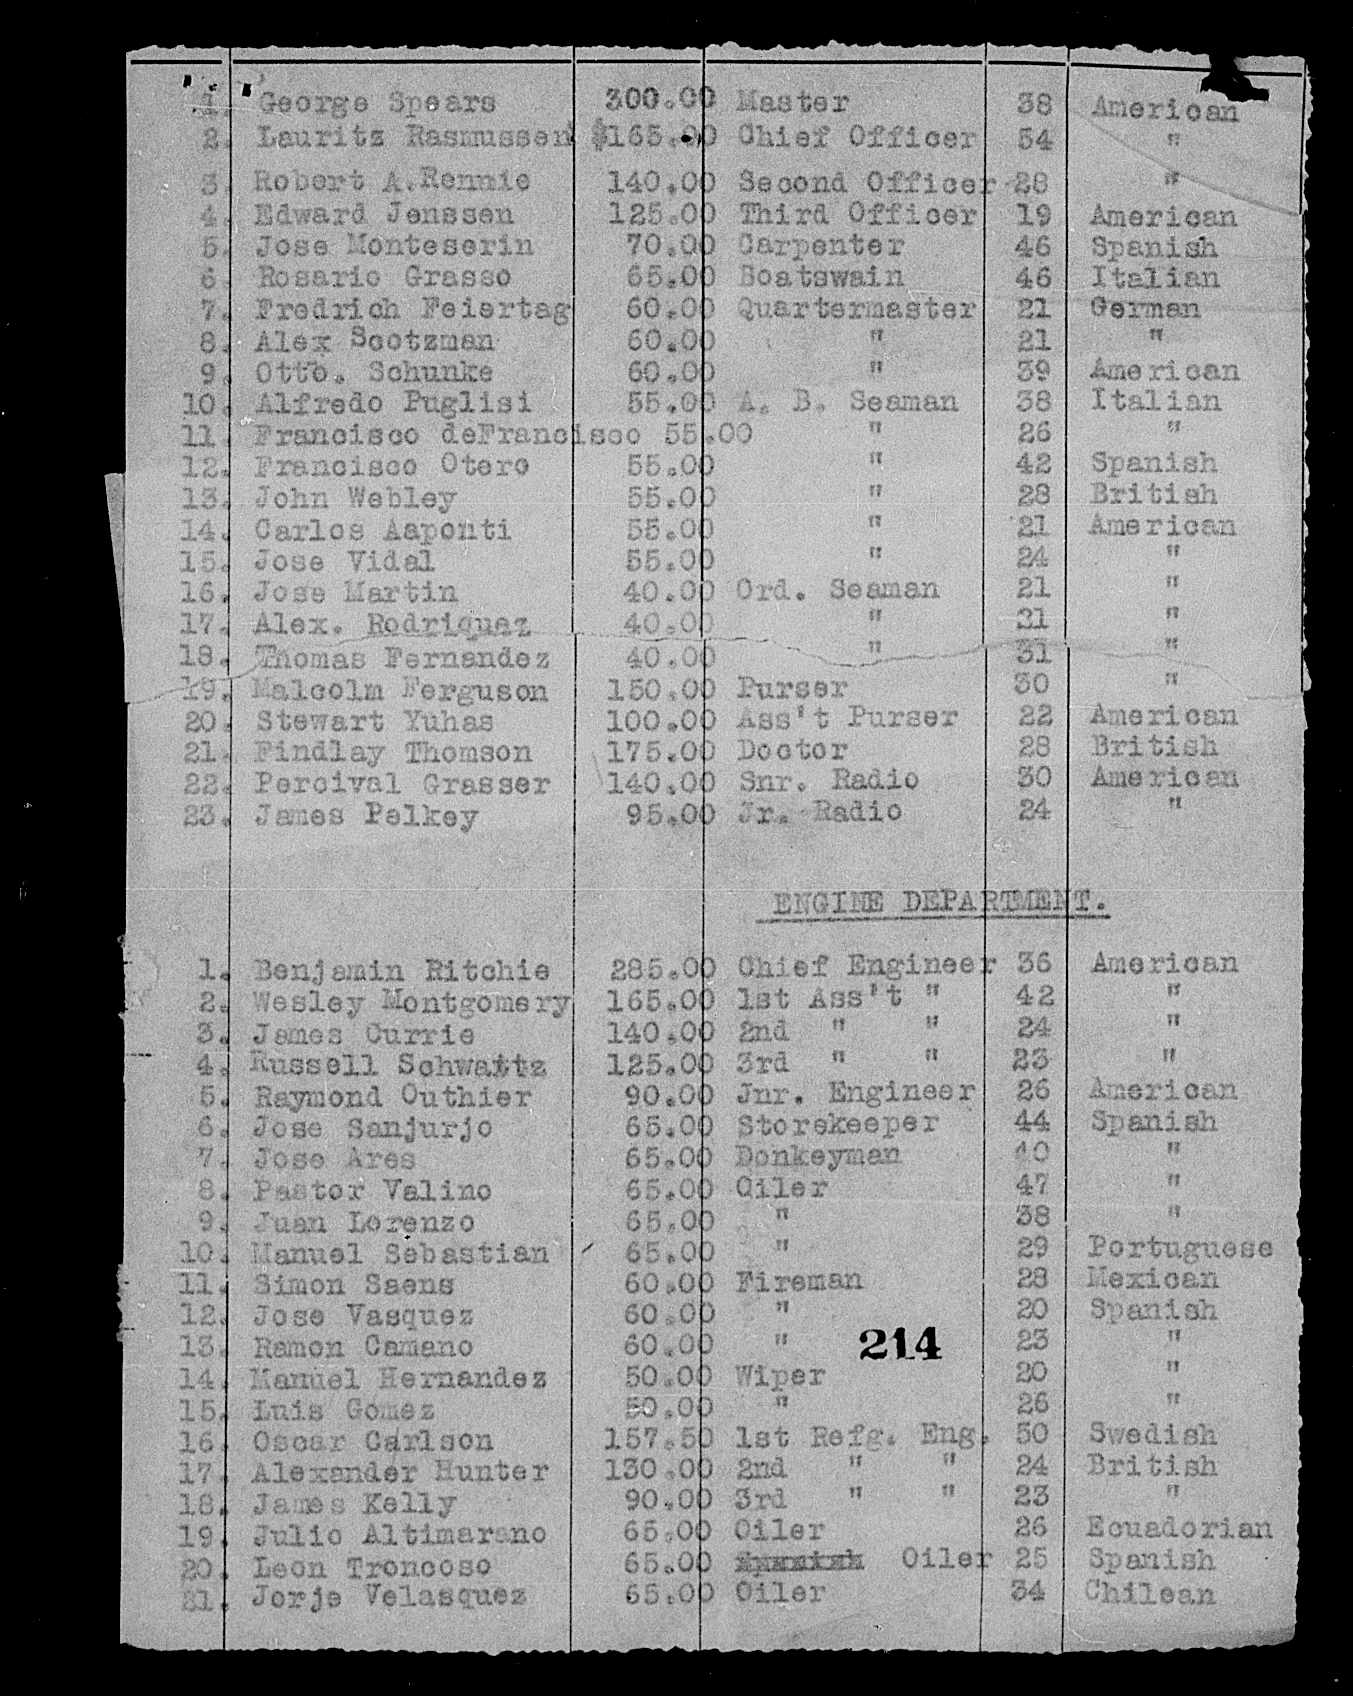 1. George Spears 300.00 Master 38 American
2. Lauritz Rasmussen $165.00 Chief Officer 54 "
3. Robert A.Rennie 140.00 Second Officer 28 "
4. Edward Jenssen 125.00 Third Officer 19 American
5. Jose Monteserin 70.00 Carpenter 46 Spanish
6. Rosario Grasso 65.00 Boatswain 46 Italian
7. Fredrich Feiertag 60.00 Quartermaster 21 German
8. Alex Scotzman 60.00 " 21 "
9. Otto. Schunke 60.00 " 39 American
10. Alfredo Puglisi 55.00 A. B. Seaman 38 Italian
11. Francisco deFrancisco 55.00 " 26 "
12. Francisco Otero 55.00 " 42 Spanish
13. John Webley 55.00 " 28 British
14. Carlos Aaponti 55.00 " 21 American
15. Jose Vidal 55.00 " 24 "
16. Jose Martin 40.00 Ord. Seaman 21 "
17. Alex. Rodriquez 40.00 " 31 "
18. Thomas Fernandez 40.00 " 31 "
19. Malcolm Ferguson 150.00 Purser 30 "
20. Stewart Yuhas 100.00 Ass't Purser 22 American
21. Findlay Thomson 175.00 Doctor 28 British
22. Percival Grasser 140.00 Snr. Radio 30 American
23. James Pelkey 95.00 Jr. Radio 24 "
ENGINE DEPARTMENT.
1. Benjamin Ritchie 285.00 Chief Engineer 36 American
2. Wesley Montgomery 165.00 1st Ass't " 42 "
3. James Currie 140.00 2nd " " 24 "
4. Russell Schwattz 125.00 3rd " " 23 "
5. Raymond Outhier 90.00 Jnr. Engineer 26 American
6. Jose Sanjurjo 65.00 Storekeeper 44 Spanish
7. Jose Ares 65.00 Donkeyman 40 "
8. Pastor Valino 65.00 Oiler 47 "
9. Juan Lorenzo 65.00 " 38 "
10. Manuel Sebastian 65.00 " 29 Portuguese
11. Simon Saens 60.00 Fireman 28 Mexican
12. Jose Vasquez 60.00 " 20 Spanish
13. Ramon Camano 60.00 " 23 "
214
14. Manuel Hernandez 50.00 Wiper 20 "
15. Luis Gomez 50.00 " 26 "
16. Oscar Carlson 157.50 1st Refg. Eng. 50 Swedish
17. Alexander Hunter 130.00 2nd " " 24 British
18. James Kelly 90.00 3rd " " 23 "
19. Julio Altimarano 65.00 Oiler 26 Ecuadorian
20. Leon Troncoso 65.00 Oiler 25 Spanish
21. Jorje Velasquez 65.00 Oiler 34 Chilean